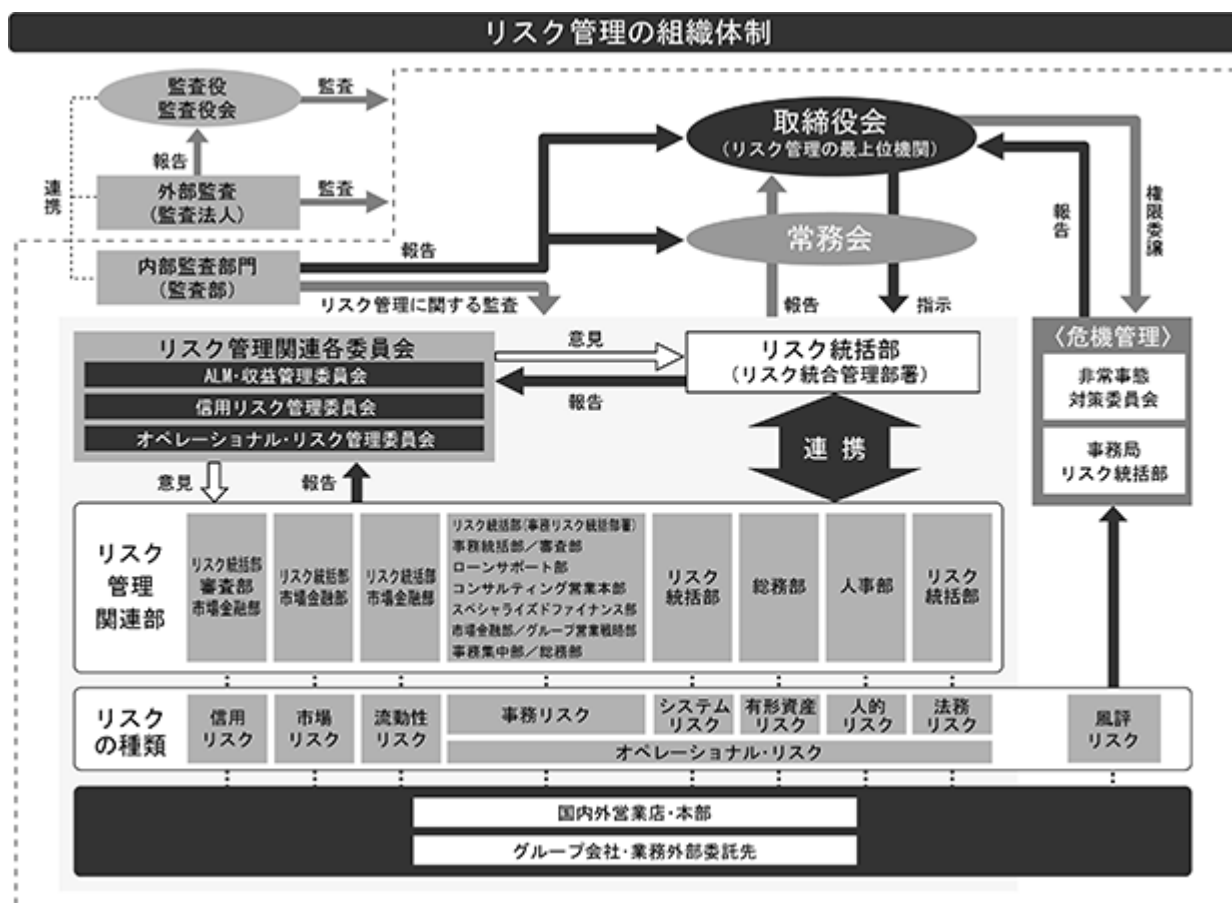 リスク管理の組織体制
監査役
監査役会
監査
報告
連携
外部監査
(監査法人)
監査
内部監査部門
(監査部)
報告
リスク管理に関する監査
取締役会
(リスク管理の最上位機関)
常務会
報告
指示
報告
権限委譲
リスク管理関連各委員会
ALM・収益管理委員会
信用リスク管理委員会
オペレーショナル・リスク管理委員会
意見
報告
リスク統括部
(リスク統合管理部署)
連携
〈危機管理〉
非常事態
対策委員会
事務局
リスク統括部
意見
報告
リスク
管理
関連部
リスク統括部
審査部
市場金融部
リスク統括部
市場金融部
リスク統括部
市場金融部
リスク統括部(事務リスク統括部署)
事務統括部/審査部
ローンサポート部
コンサルティング営業本部
スペシャライズドファイナンス部
市場金融部/グループ営業戦略部
事務集中部/総務部
リスク
統括部
総務部
人事部
リスク
統括部
リスク
の種類
信用
リスク
市場
リスク
流動性
リスク
事務リスク
システム
リスク
有形資産
リスク
人的
リスク
法務
リスク
オペレーショナル・リスク
風評
リスク
国内外営業店・本部
グループ会社・業務外部委託先